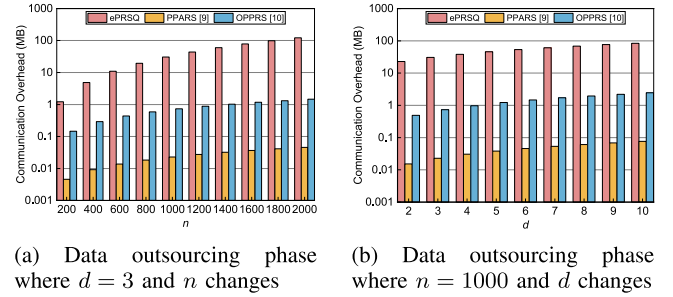 ePRSQ PPARS [9] OPPRS [10]
Communication Overhead (MB)
1000
100
10
1
0.1
0.01
0.001
200 400 600 800 1000 1200 1400 1600 1800 2000
n
(a) Data outsourcing phase
where d = 3 and n changes
ePRSQ PPARS [9] OPPRS [10]
Communication Overhead (MB)
1000
100
10
1
0.1
0.01
0.001
2 3 4 5 6 7 8 9 10
d
(b) Data outsourcing phase
where n = 1000 and d changes